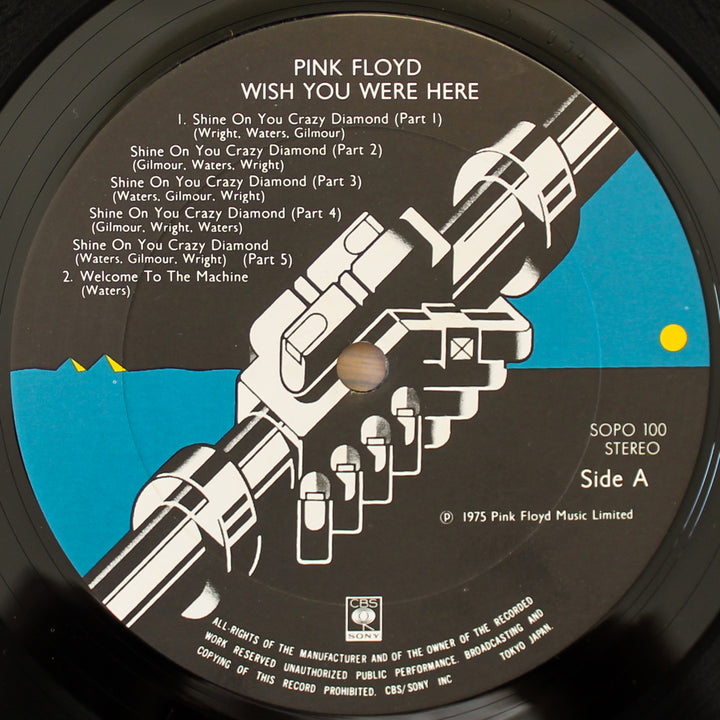 PINK FLOYD
WISH YOU WERE HERE
1. Shine On You Crazy Diamond (Part 1)
(Wright, Waters, Gilmour)
Shine On You Crazy Diamond (Part 2)
(Gilmour, Waters, Wright)
Shine On You Crazy Diamond (Part 3)
(Waters, Gilmour, Wright)
Shine On You Crazy Diamond (Part 4)
(Gilmour, Wright, Waters)
Shine On You Crazy Diamond
(Waters, Gilmour, Wright) (Part 5)
2. Welcome To The Machine
(Waters)
SOPO 100
STEREO
Side A
Ⓟ 1975 Pink Floyd Music Limited
CBS
SONY
ALL RIGHTS OF THE MANUFACTURER AND OF THE OWNER OF THE RECORDED
WORK RESERVED UNAUTHORIZED PUBLIC PERFORMANCE. BROADCASTING AND
COPYING OF THIS RECORD PROHIBITED. CBS/SONY INC TOKYO JAPAN.